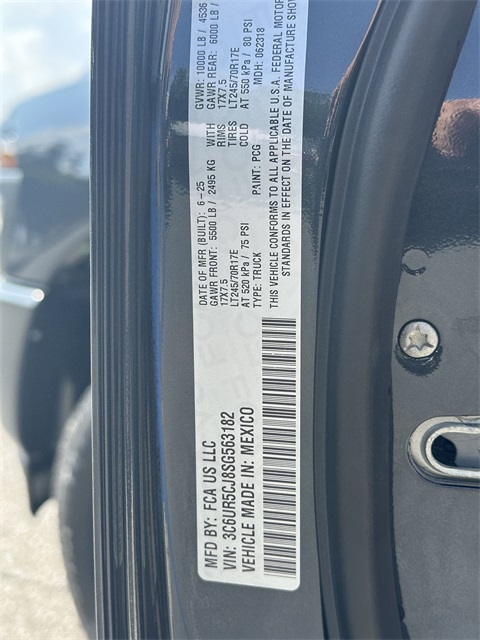 MFD BY: FCA US LLC
VIN: 3C6UR5CJ8SG563182
VEHICLE MADE IN: MEXICO
DATE OF MFR (BUILT): 6-25 GVWR: 10000 LB / 4536
GAWR FRONT: 5500 LB / 2495 KG WITH GAWR REAR: 6000 LB /
17X7.5 RIMS 17X7.5
LT245/70R17E TIRES LT245/70R17E
AT 520 kPa / 75 PSI COLD AT 550 kPa / 80 PSI
TYPE: TRUCK PAINT: PCG MDH: 062318
THIS VEHICLE CONFORMS TO ALL APPLICABLE U.S.A. FEDERAL MOTOR
STANDARDS IN EFFECT ON THE DATE OF MANUFACTURE SHOW